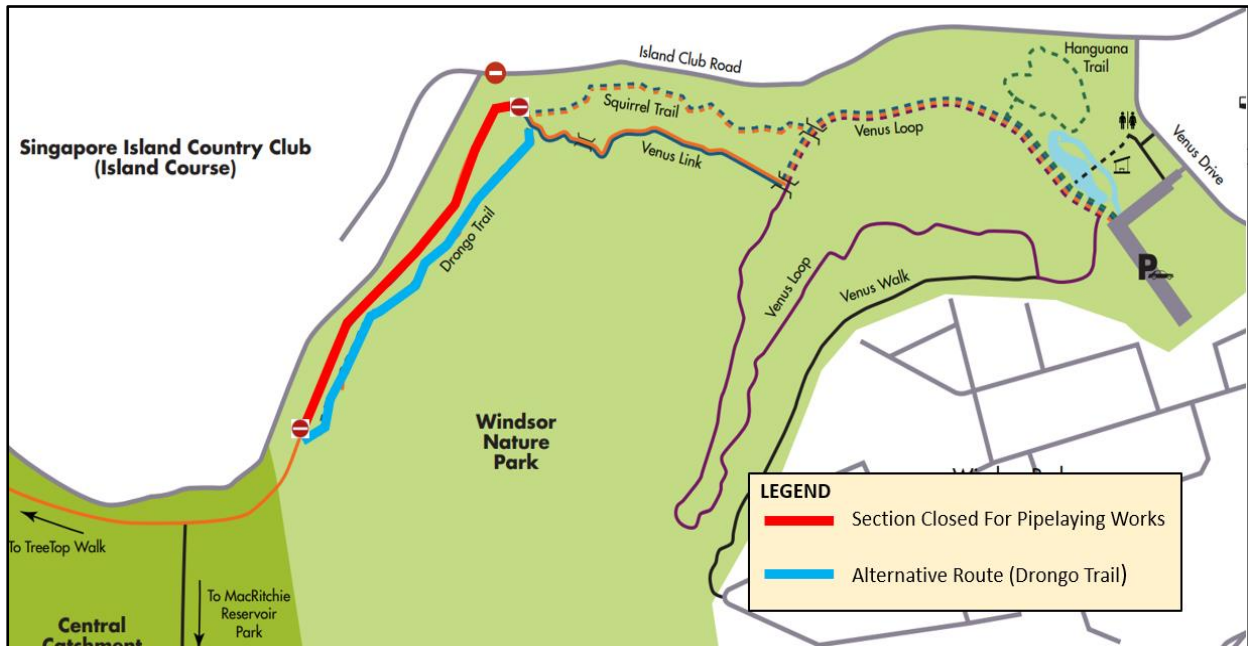 Island Club Road
Hanguana
Trail
Squirrel Trail
Venus Loop
Venus Drive
Singapore Island Country Club
(Island Course)
Venus Link
Drongo Trail
Venus Loop
Venus Walk
P
Windsor
Nature
Park
LEGEND
Section Closed For Pipelaying Works
Alternative Route (Drongo Trail)
To TreeTop Walk
To MacRitchie
Reservoir
Park
Central